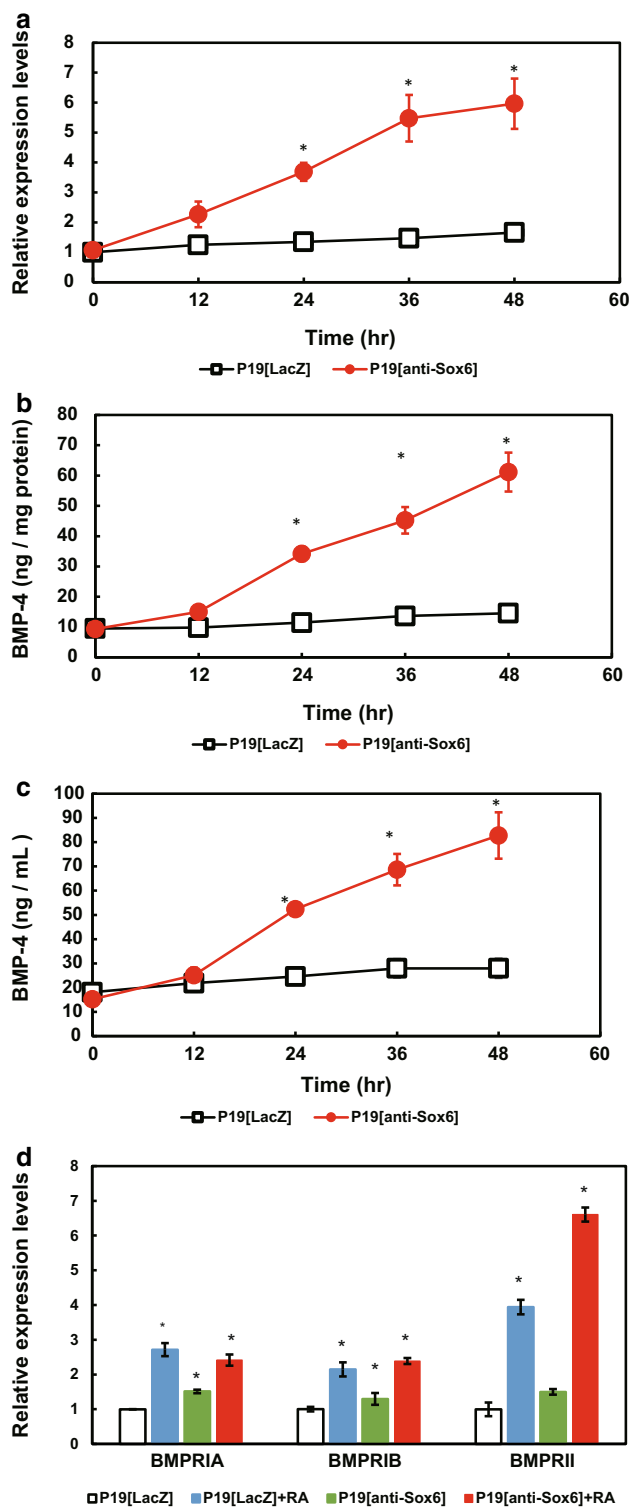 a
Relative expression levels
8
7
6
5
4
3
2
1
0
* * *
0 12 24 36 48 60
Time (hr)
P19[LacZ] P19[anti-Sox6]
b
BMP-4 (ng / mg protein)
80
70
60
50
40
30
20
10
0
* * *
0 12 24 36 48 60
Time (hr)
P19[LacZ] P19[anti-Sox6]
c
BMP-4 (ng / mL )
100
90
80
70
60
50
40
30
20
10
0
* * *
0 12 24 36 48 60
Time (hr)
P19[LacZ] P19[anti-Sox6]
d
Relative expression levels
8
7
6
5
4
3
2
1
0
* * * * * * * *
BMPRIA BMPRIB BMPRII
P19[LacZ] P19[LacZ]+RA P19[anti-Sox6] P19[anti-Sox6]+RA